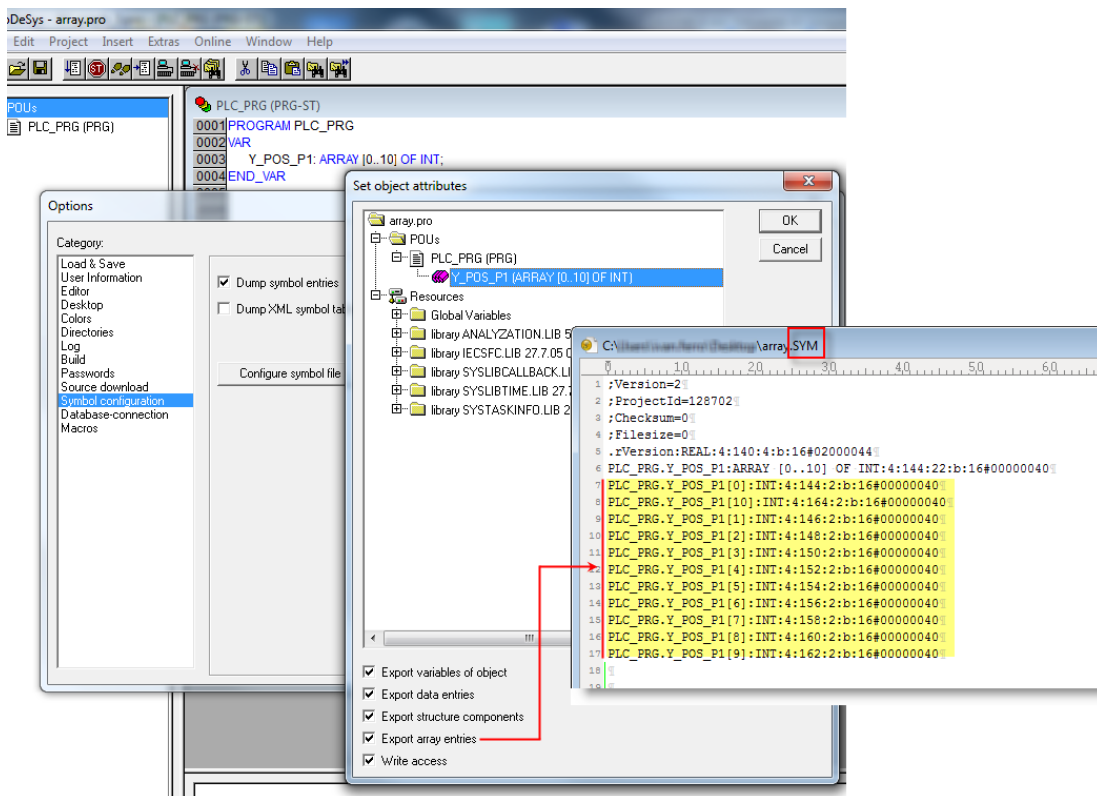 oDeSys - array.pro
Edit Project Insert Extras Online Window Help
POUs
PLC_PRG (PRG)
PLC_PRG (PRG-ST)
0001 PROGRAM PLC_PRG
0002 VAR
0003 Y_POS_P1: ARRAY [0..10] OF INT;
0004 END_VAR
Options
Category:
Load & Save
User Information
Editor
Desktop
Colors
Directories
Log
Build
Passwords
Source download
Symbol configuration
Database-connection
Macros
Dump symbol entries
Dump XML symbol tab
Configure symbol file
Set object attributes
array.pro
POUs
PLC_PRG (PRG)
Y_POS_P1 (ARRAY [0..10] OF INT)
Resources
Global Variables
library ANALYZATION.LIB 5
library IECSFC.LIB 27.7.05 0
library SYSLIBCALLBACK.LI
library SYSLIBTIME.LIB 27.7
library SYSTASKINFO.LIB 2
OK
Cancel
Export variables of object
Export data entries
Export structure components
Export array entries
Write access
C:\ \array.SYM
0 10 20 30 40 50 60
1 ;Version=2
2 ;ProjectId=128702
3 ;Checksum=0
4 ;Filesize=0
5 .rVersion:REAL:4:140:4:b:16#02000044
6 PLC_PRG.Y_POS_P1:ARRAY [0..10] OF INT:4:144:22:b:16#00000040
7 PLC_PRG.Y_POS_P1[0]:INT:4:144:2:b:16#00000040
8 PLC_PRG.Y_POS_P1[10]:INT:4:164:2:b:16#00000040
9 PLC_PRG.Y_POS_P1[1]:INT:4:146:2:b:16#00000040
10 PLC_PRG.Y_POS_P1[2]:INT:4:148:2:b:16#00000040
11 PLC_PRG.Y_POS_P1[3]:INT:4:150:2:b:16#00000040
12 PLC_PRG.Y_POS_P1[4]:INT:4:152:2:b:16#00000040
13 PLC_PRG.Y_POS_P1[5]:INT:4:154:2:b:16#00000040
14 PLC_PRG.Y_POS_P1[6]:INT:4:156:2:b:16#00000040
15 PLC_PRG.Y_POS_P1[7]:INT:4:158:2:b:16#00000040
16 PLC_PRG.Y_POS_P1[8]:INT:4:160:2:b:16#00000040
17 PLC_PRG.Y_POS_P1[9]:INT:4:162:2:b:16#00000040
18
19